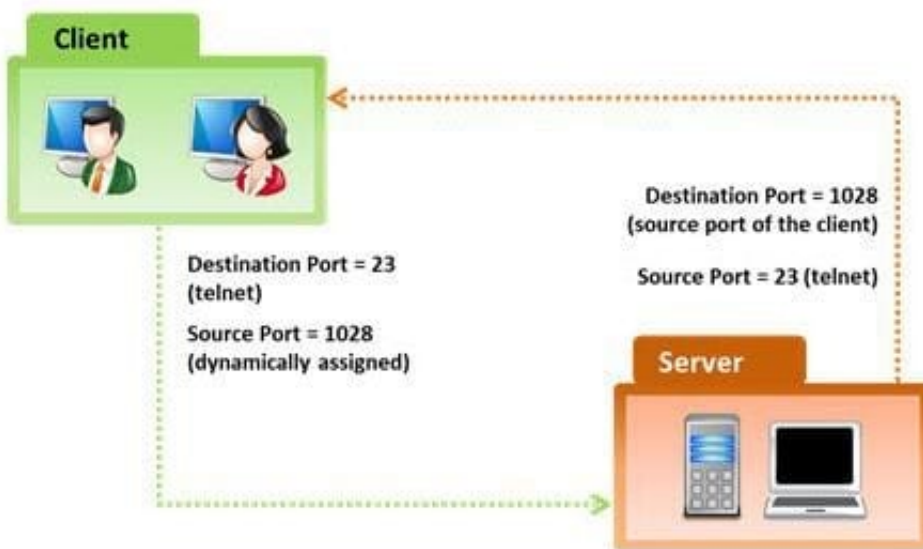 Client
Destination Port = 1028
(source port of the client)
Source Port = 23 (telnet)
Destination Port = 23
(telnet)
Source Port = 1028
(dynamically assigned)
Server